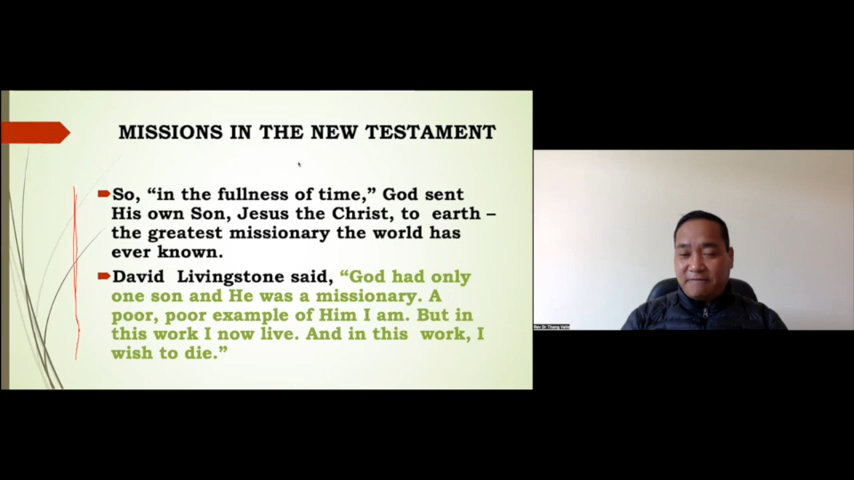 MISSIONS IN THE NEW TESTAMENT
So, “in the fullness of time,” God sent
His own Son, Jesus the Christ, to earth –
the greatest missionary the world has
ever known.
David Livingstone said, “God had only
one son and He was a missionary. A
poor, poor example of Him I am. But in
this work I now live. And in this work, I
wish to die.”
Rev Dr Thang